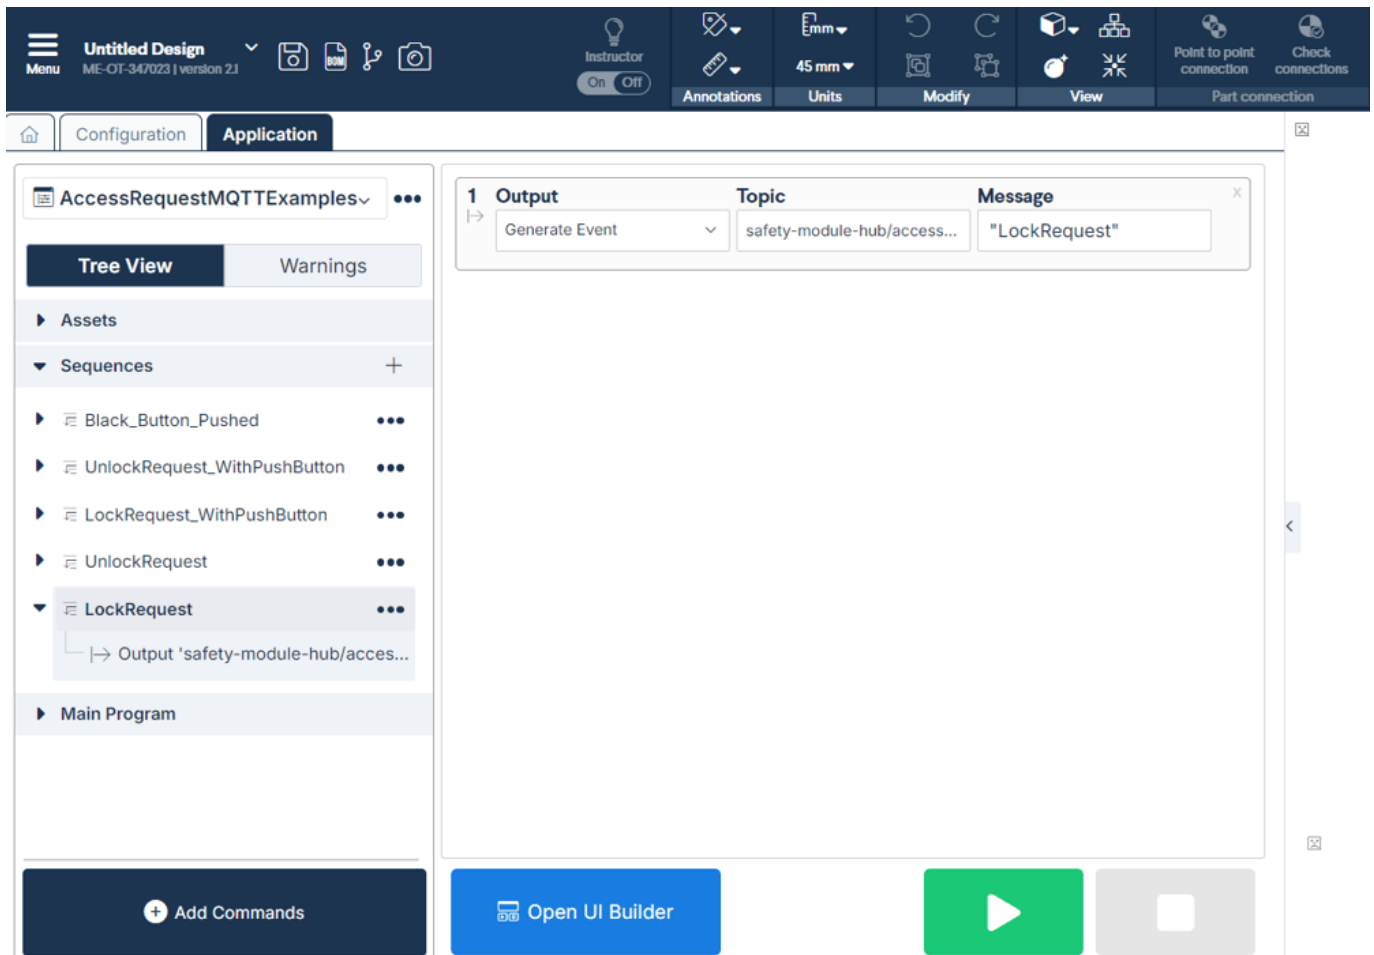 Menu
Untitled Design
ME-OT-347023 | version 2.1
BOM
Instructor
On Off
Annotations
mm
45 mm
Units
Modify
View
Point to point connection
Check connections
Part connection
Configuration
Application
AccessRequestMQTTExamples
Tree View
Warnings
Assets
Sequences
Black_Button_Pushed
UnlockRequest_WithPushButton
LockRequest_WithPushButton
UnlockRequest
LockRequest
Output 'safety-module-hub/acces...
Main Program
Add Commands
1 Output Topic Message x
Generate Event safety-module-hub/access... "LockRequest"
Open UI Builder